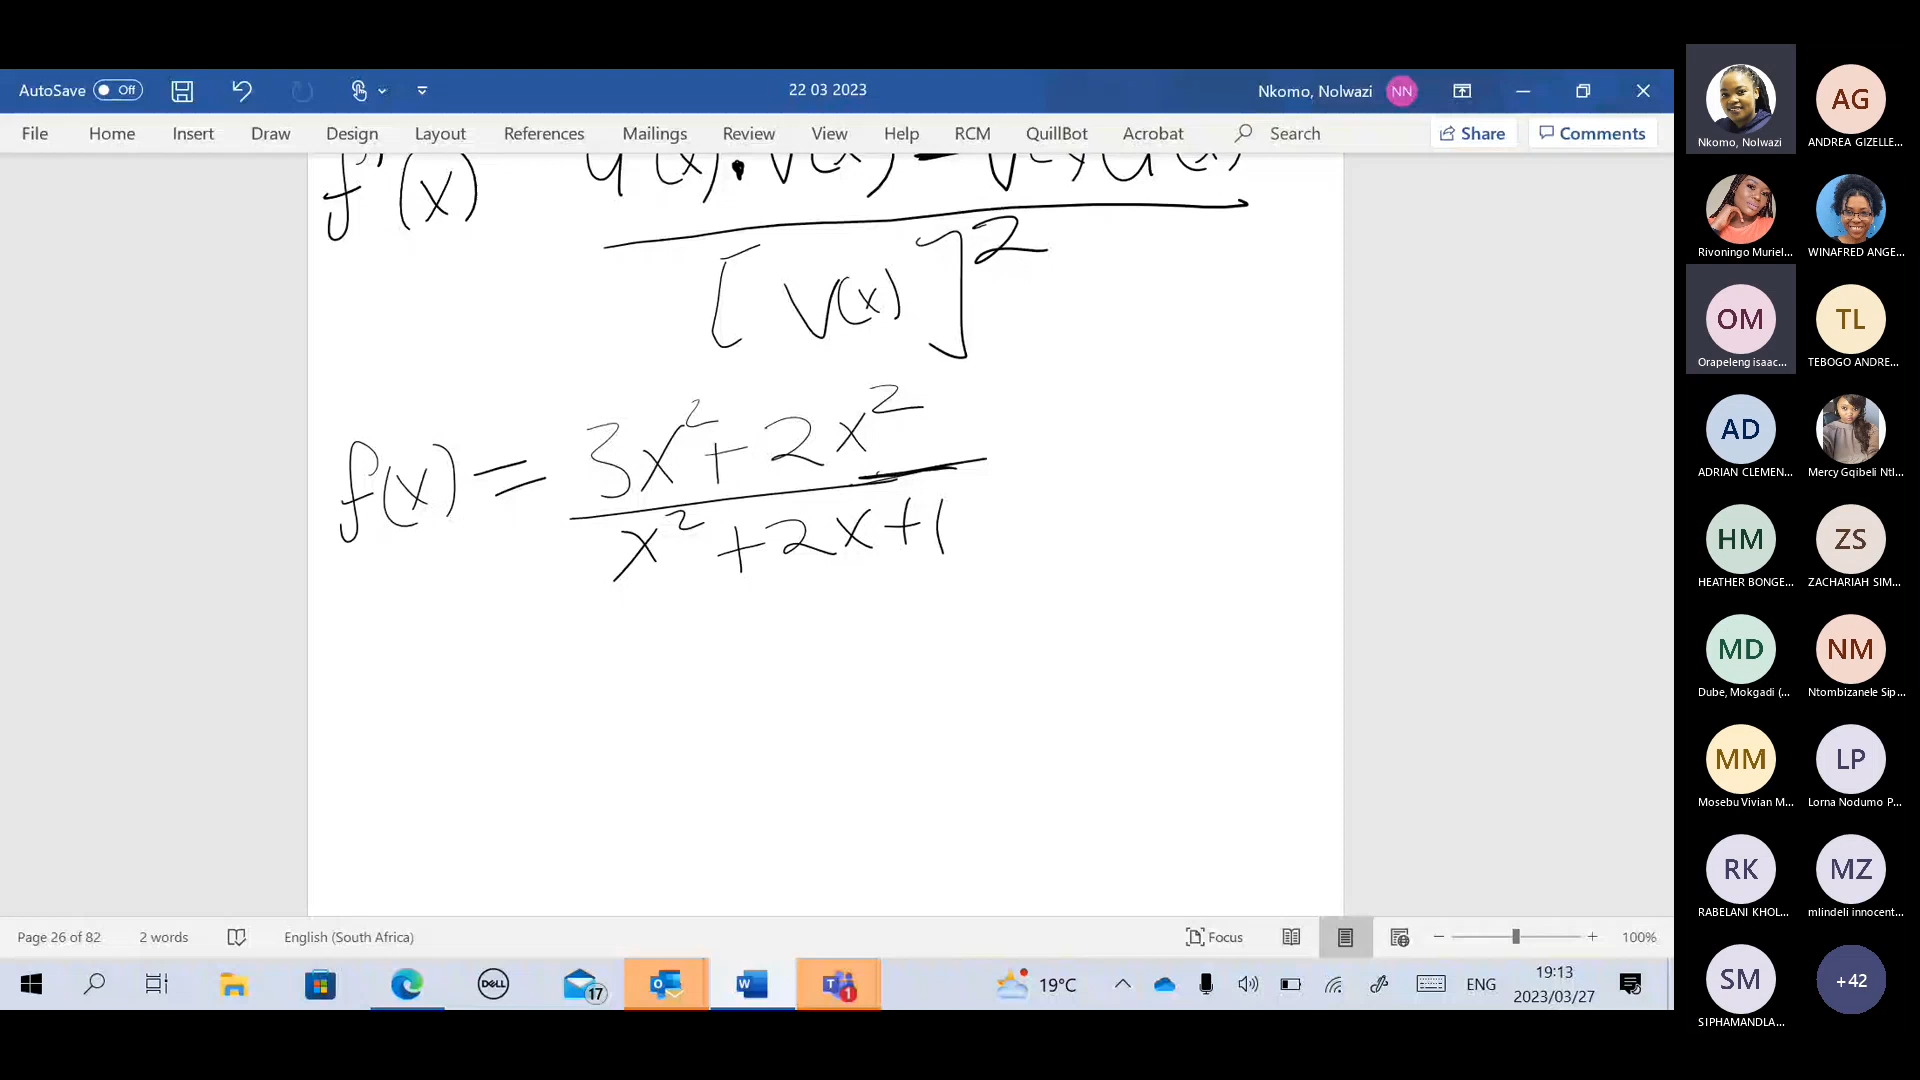 AutoSave Off 22 03 2023 Nkomo, Nolwazi NN
File Home Insert Draw Design Layout References Mailings Review View Help RCM QuillBot Acrobat Search Share Comments
f'(x) u'(x).v(x) - v'(x)u(x)
[v(x)]²
f(x) = 3x² + 2x²
x² + 2x + 1
Page 26 of 82 2 words English (South Africa) Focus 100%
17 1 19°C ENG 19:13
2023/03/27
DELL
AG
Nkomo, Nolwazi ANDREA GIZELLE...
Rivoningo Muriel... WINAFRED ANGE...
OM TL
Orapeleng isaac... TEBOGO ANDRE...
AD
ADRIAN CLEMEN... Mercy Gqibeli Ntl...
HM ZS
HEATHER BONGE... ZACHARIAH SIM...
MD NM
Dube, Mokgadi (... Ntombizanele Sip...
MM LP
Mosebu Vivian M... Lorna Nodumo P...
RK MZ
RABELANI KHOL... mlindeli innocent...
SM +42
SIPHAMANDLA...